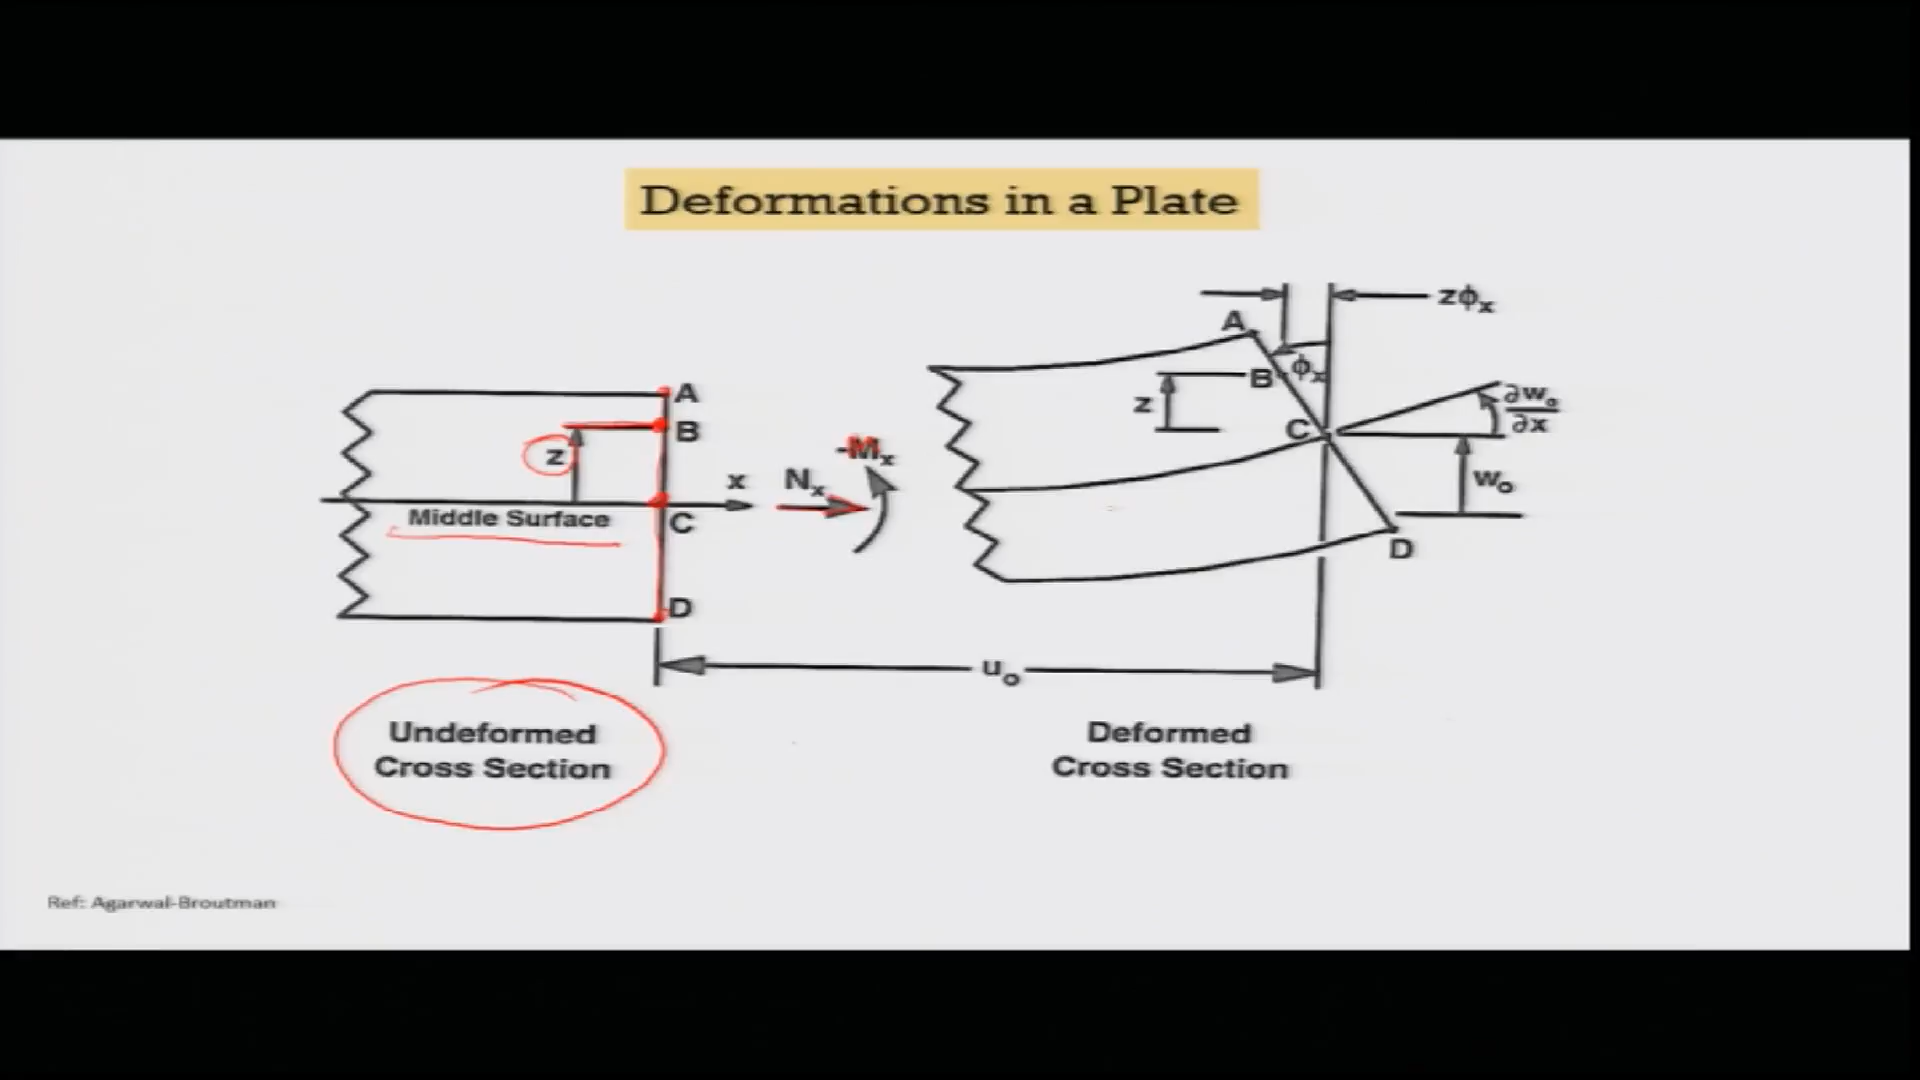 Deformations in a Plate
zϕx
A
ϕx
B
z
C
∂wo
∂x
wo
D
A
B
z
x
Nx
-Mx
Middle Surface
C
D
uo
Undeformed
Cross Section
Deformed
Cross Section
Ref: Agarwal-Broutman